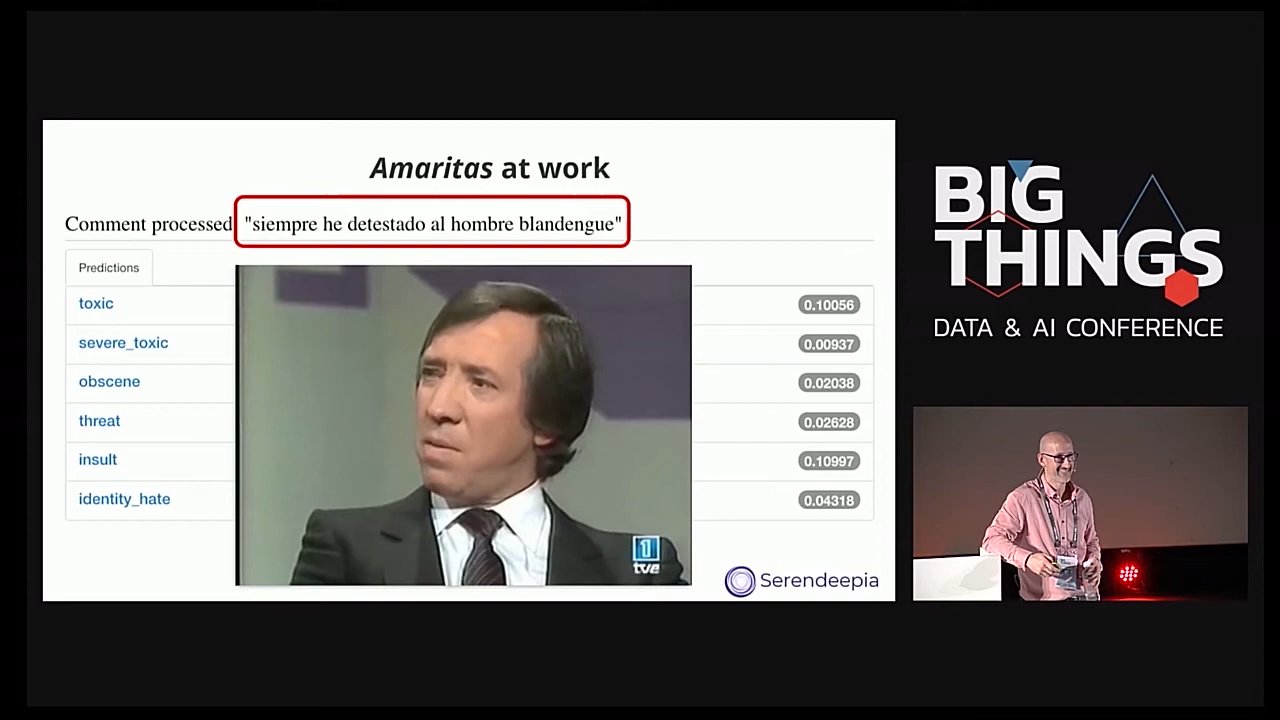 Amaritas at work
Comment processed "siempre he detestado al hombre blandengue"
Predictions
toxic 0.10056
severe_toxic 0.00937
obscene 0.02038
threat 0.02628
insult 0.10997
identity_hate 0.04318
1
tve
Serendeepia
BIG
THINGS
DATA & AI CONFERENCE